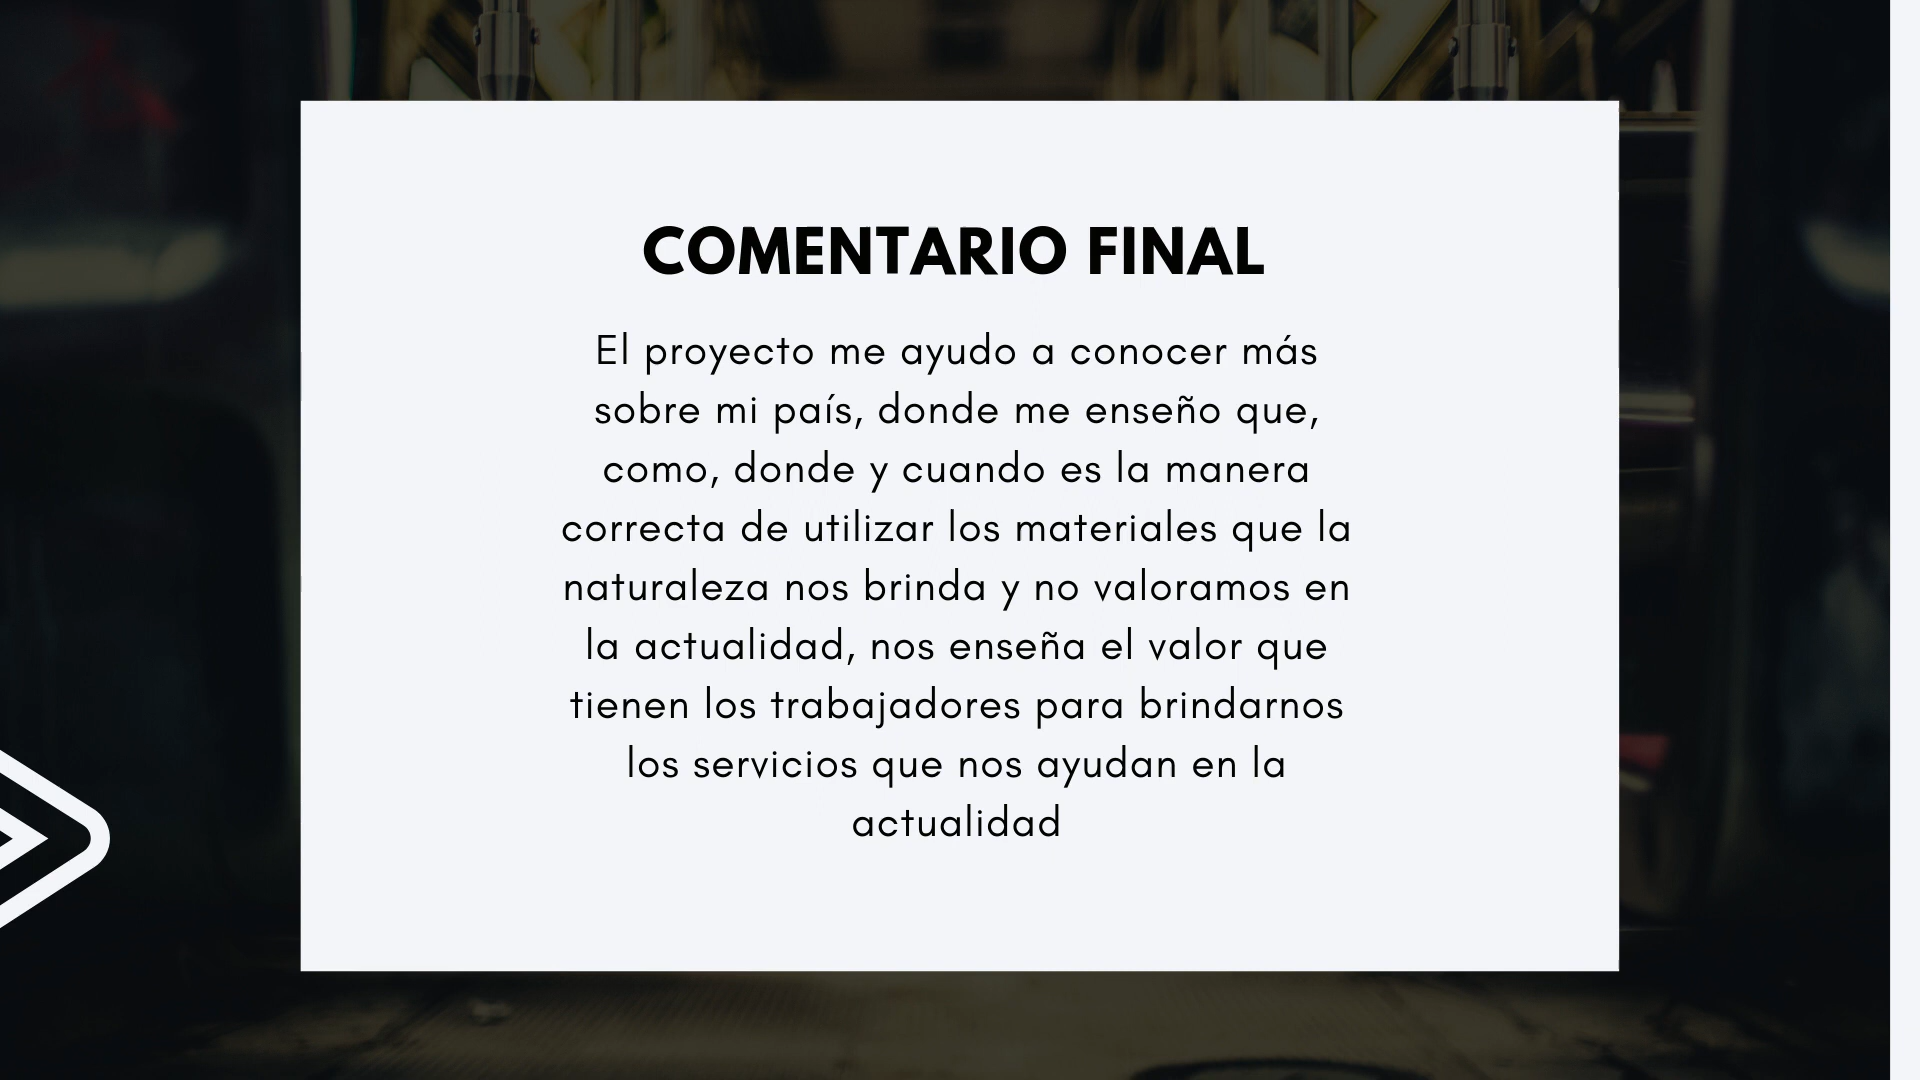 COMENTARIO FINAL
El proyecto me ayudo a conocer más
sobre mi país, donde me enseño que,
como, donde y cuando es la manera
correcta de utilizar los materiales que la
naturaleza nos brinda y no valoramos en
la actualidad, nos enseña el valor que
tienen los trabajadores para brindarnos
los servicios que nos ayudan en la
actualidad